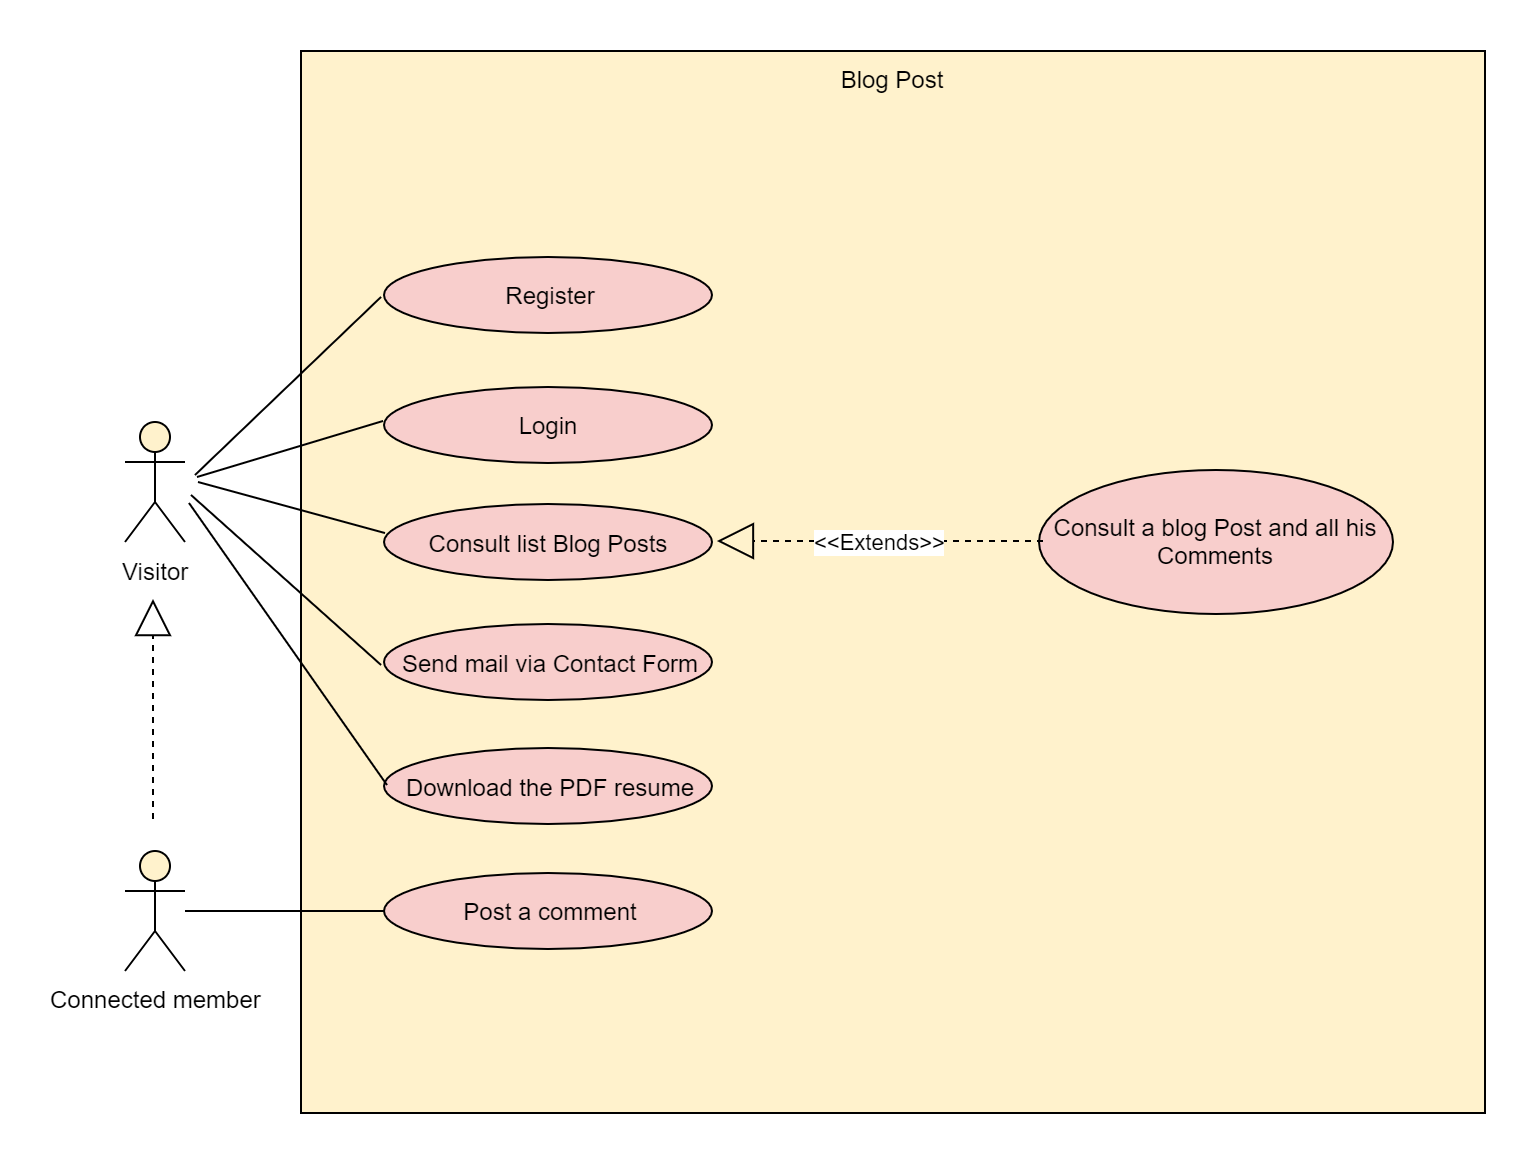 Blog Post
Register
Login
Consult list Blog Posts
<<Extends>>
Consult a blog Post and all his
Comments
Visitor
Send mail via Contact Form
Download the PDF resume
Post a comment
Connected member